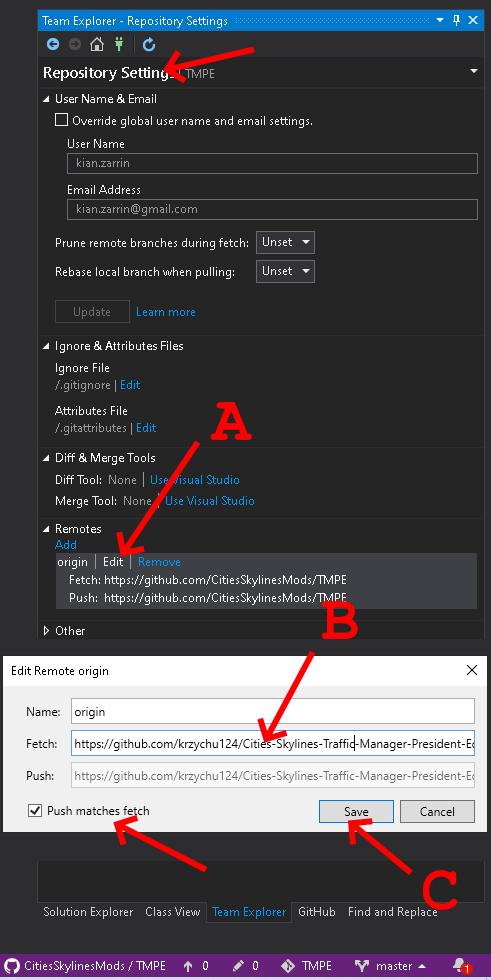 Team Explorer - Repository Settings
Repository Settings | TMPE
User Name & Email
Override global user name and email settings.
User Name
kian.zarrin
Email Address
kian.zarrin@gmail.com
Prune remote branches during fetch: Unset
Rebase local branch when pulling: Unset
Update Learn more
Ignore & Attributes Files
Ignore File
/.gitignore | Edit
Attributes File
/.gitattributes | Edit
A
Diff & Merge Tools
Diff Tool: None | Use Visual Studio
Merge Tool: None | Use Visual Studio
Remotes
Add
origin | Edit | Remove
Fetch: https://github.com/CitiesSkylinesMods/TMPE
Push: https://github.com/CitiesSkylinesMods/TMPE
B
Other
Edit Remote origin
Name: origin
Fetch: https://github.com/krzychu124/Cities-Skylines-Traffic-Manager-President-Ed
Push: https://github.com/krzychu124/Cities-Skylines-Traffic-Manager-President-Ed
Push matches fetch Save Cancel
C
Solution Explorer Class View Team Explorer GitHub Find and Replace
CitiesSkylinesMods / TMPE 0 0 TMPE master 1